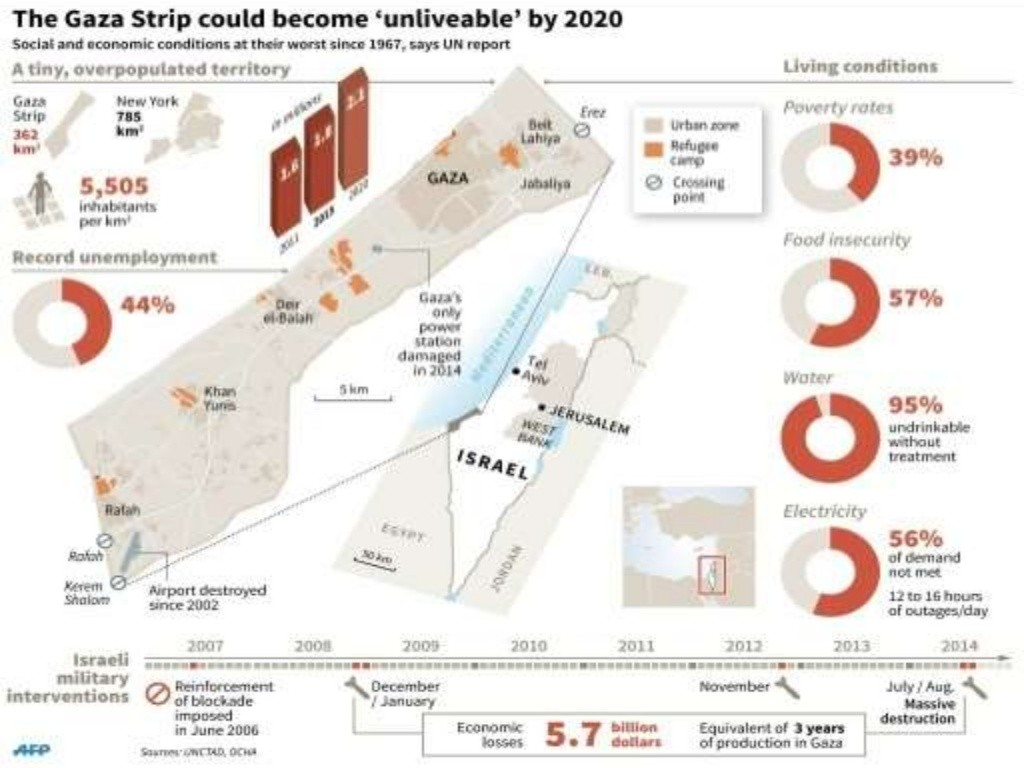 The Gaza Strip could become ‘unliveable’ by 2020
Social and economic conditions at their worst since 1967, says UN report
A tiny, overpopulated territory
Gaza
Strip
362
km²
New York
785
km²
5,505
inhabitants
per km²
in millions
1.6
1.8
2.1
2011
2015
2020
Record unemployment
44%
Erez
Beit
Lahiya
GAZA
Jabaliya
Deir
el-Balah
Gaza's
only
power
station
damaged
in 2014
5 km
Khan
Yunis
Rafah
Rafah
Kerem
Shalom
Airport destroyed
since 2002
Urban zone
Refugee
camp
Crossing
point
LEB.
Mediterranean
Tel
Aviv
JERUSALEM
WEST
BANK
ISRAEL
EGYPT
50 km
JORDAN
Living conditions
Poverty rates
39%
Food insecurity
57%
Water
95%
undrinkable
without
treatment
Electricity
56%
of demand
not met
12 to 16 hours
of outages/day
2007
2008
2009
2010
2011
2012
2013
2014
Israeli
military
interventions
Reinforcement
of blockade
imposed
in June 2006
December
/ January
November
July / Aug.
Massive
destruction
Economic
losses
5.7
billion
dollars
Equivalent of 3 years
of production in Gaza
AFP
Sources: UNCTAD, OCHA